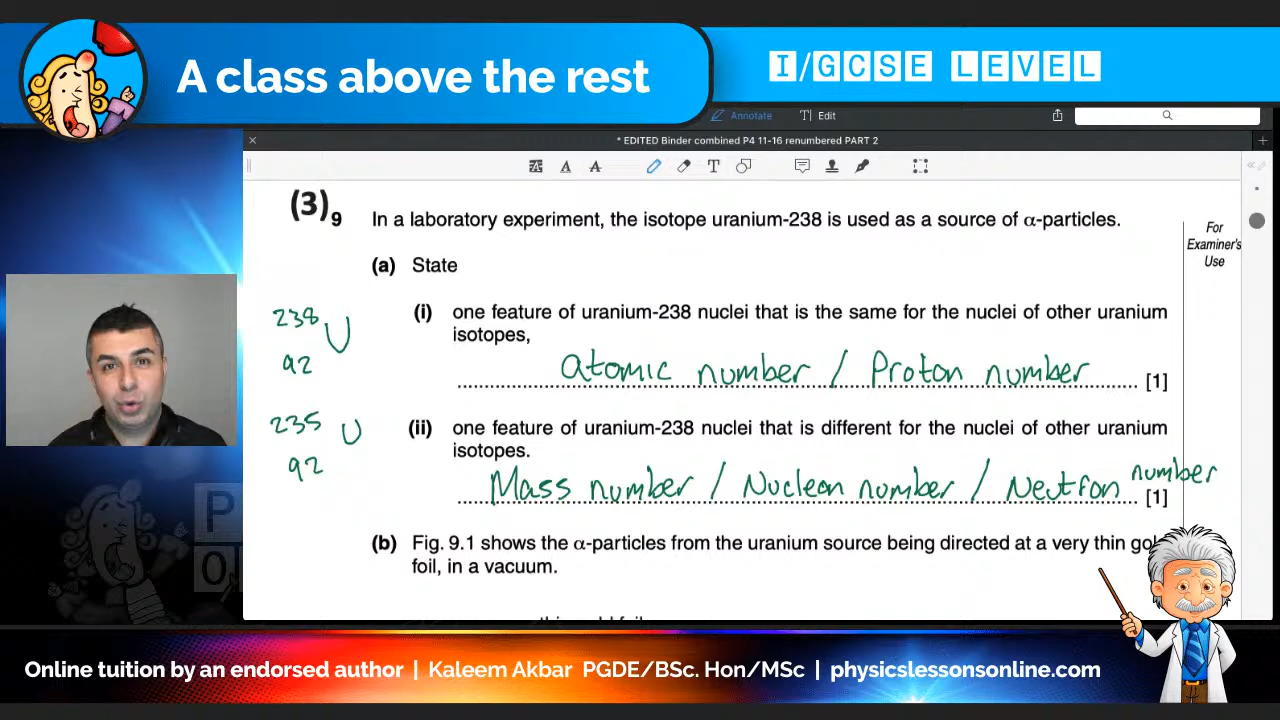 A class above the rest
I/GCSE LEVEL
Annotate
Edit
* EDITED Binder combined P4 11-16 renumbered PART 2
(3) 9 In a laboratory experiment, the isotope uranium-238 is used as a source of α-particles.
For
Examiner's
Use
(a) State
(i) one feature of uranium-238 nuclei that is the same for the nuclei of other uranium
isotopes,
238
U
92
atomic number / Proton number [1]
(ii) one feature of uranium-238 nuclei that is different for the nuclei of other uranium
isotopes.
235
U
92
Mass number / Nucleon number / Neutron number [1]
(b) Fig. 9.1 shows the α-particles from the uranium source being directed at a very thin
foil, in a vacuum.
Online tuition by an endorsed author | Kaleem Akbar PGDE/BSc. Hon/MSc | physicslessonsonline.com